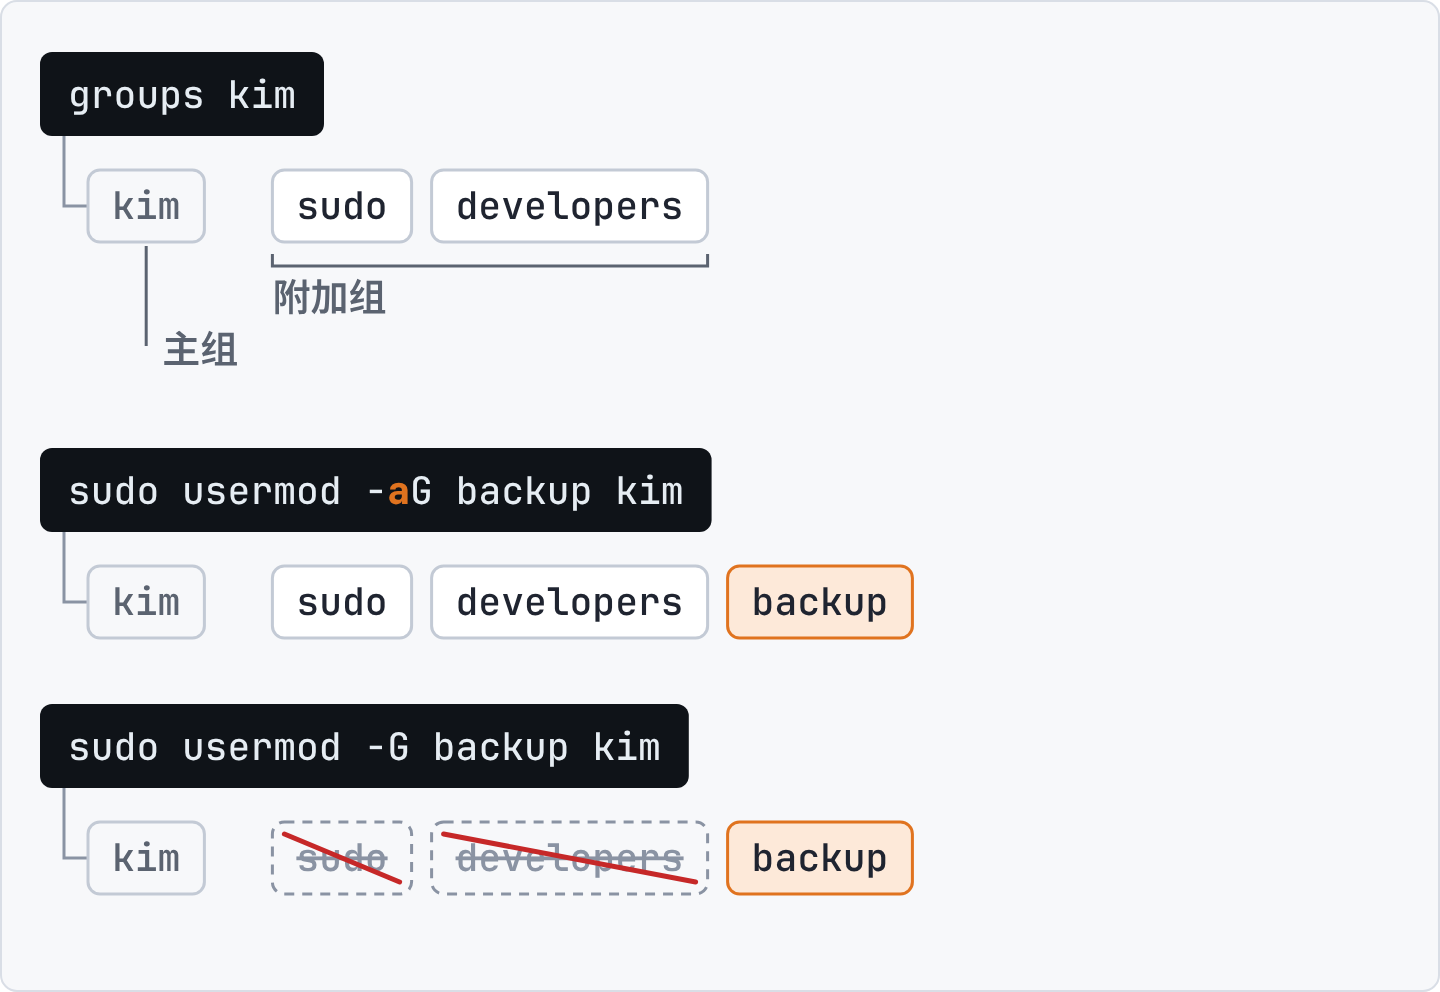 groups kim
kim sudo developers
附加组
主组
sudo usermod -aG backup kim
kim sudo developers backup
sudo usermod -G backup kim
kim sudo developers backup